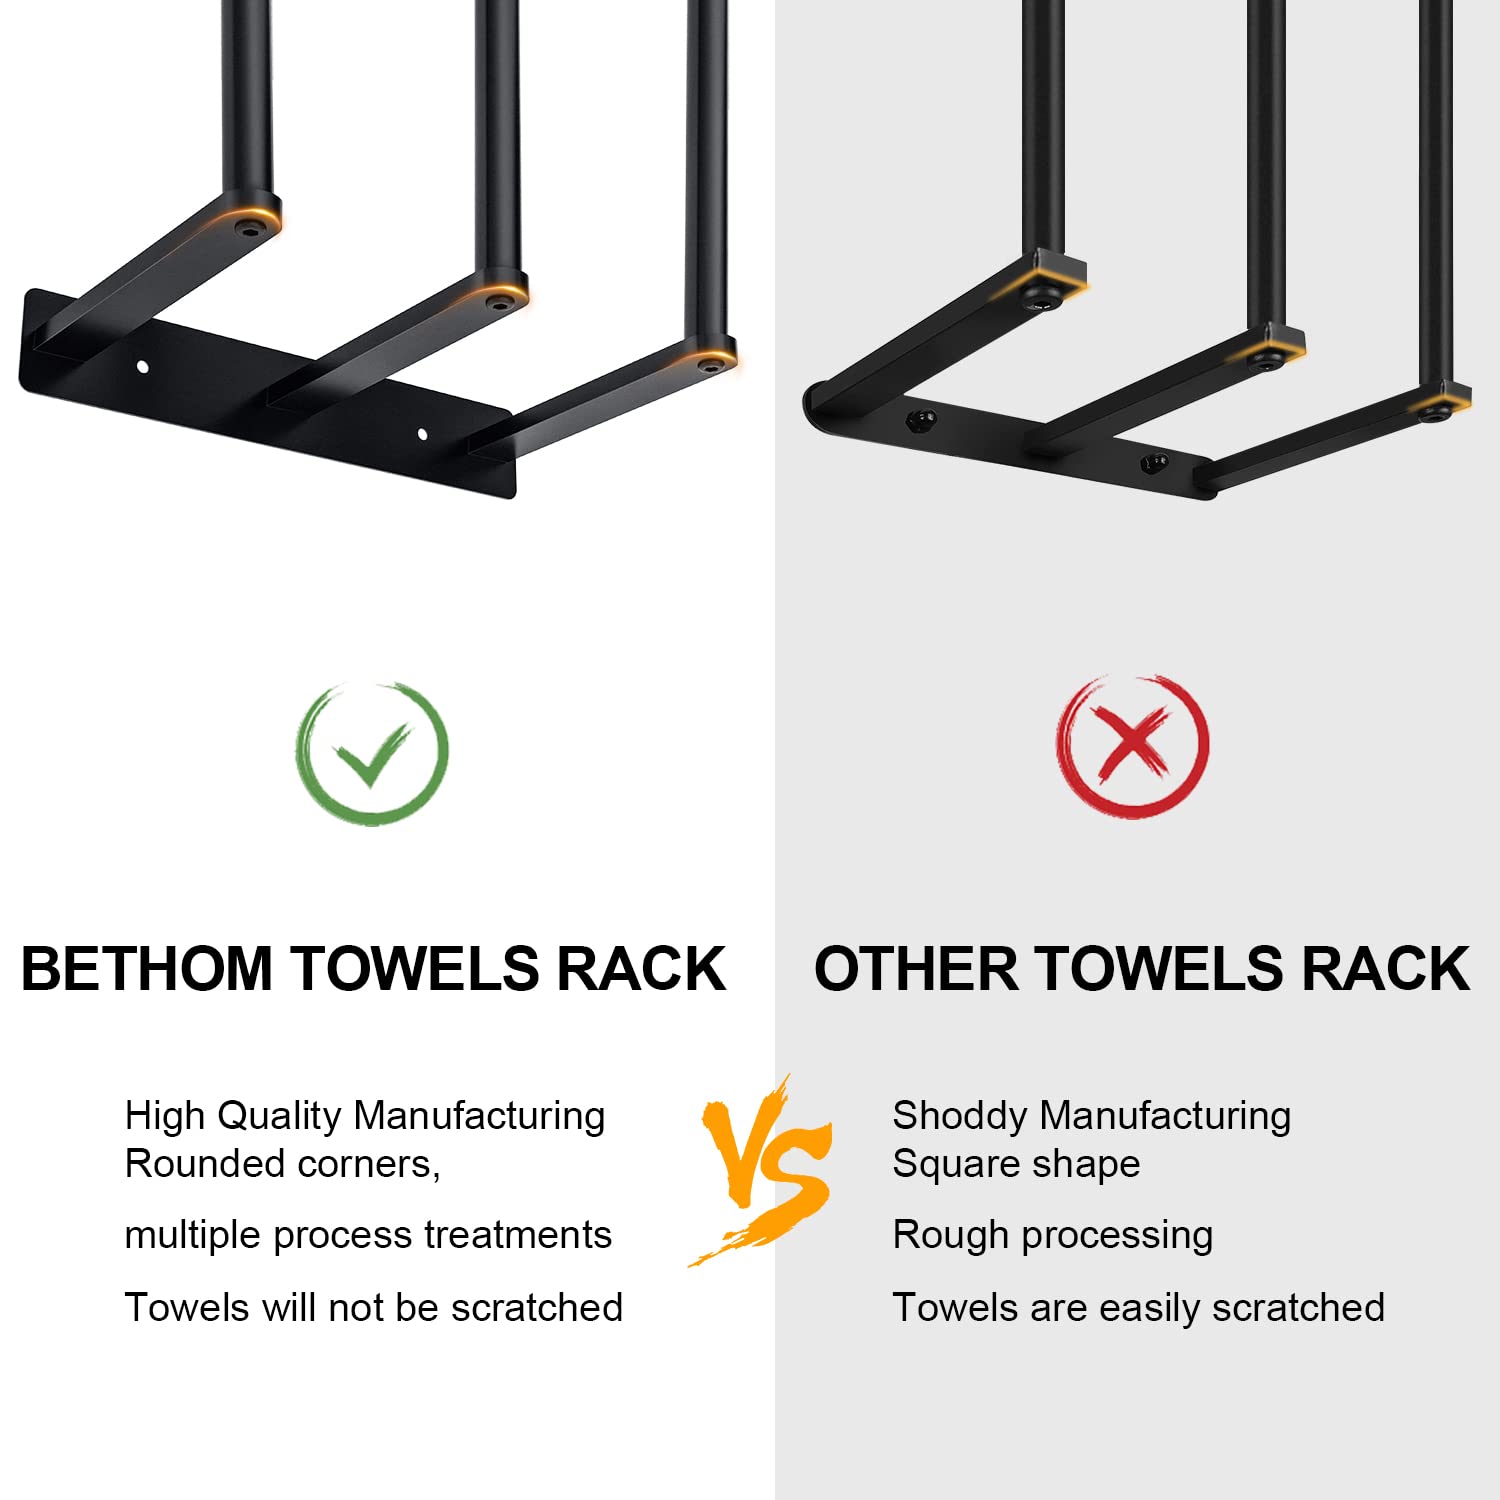 BETHOM TOWELS RACK
High Quality Manufacturing
Rounded corners,
multiple process treatments
Towels will not be scratched
VS
OTHER TOWELS RACK
Shoddy Manufacturing
Square shape
Rough processing
Towels are easily scratched